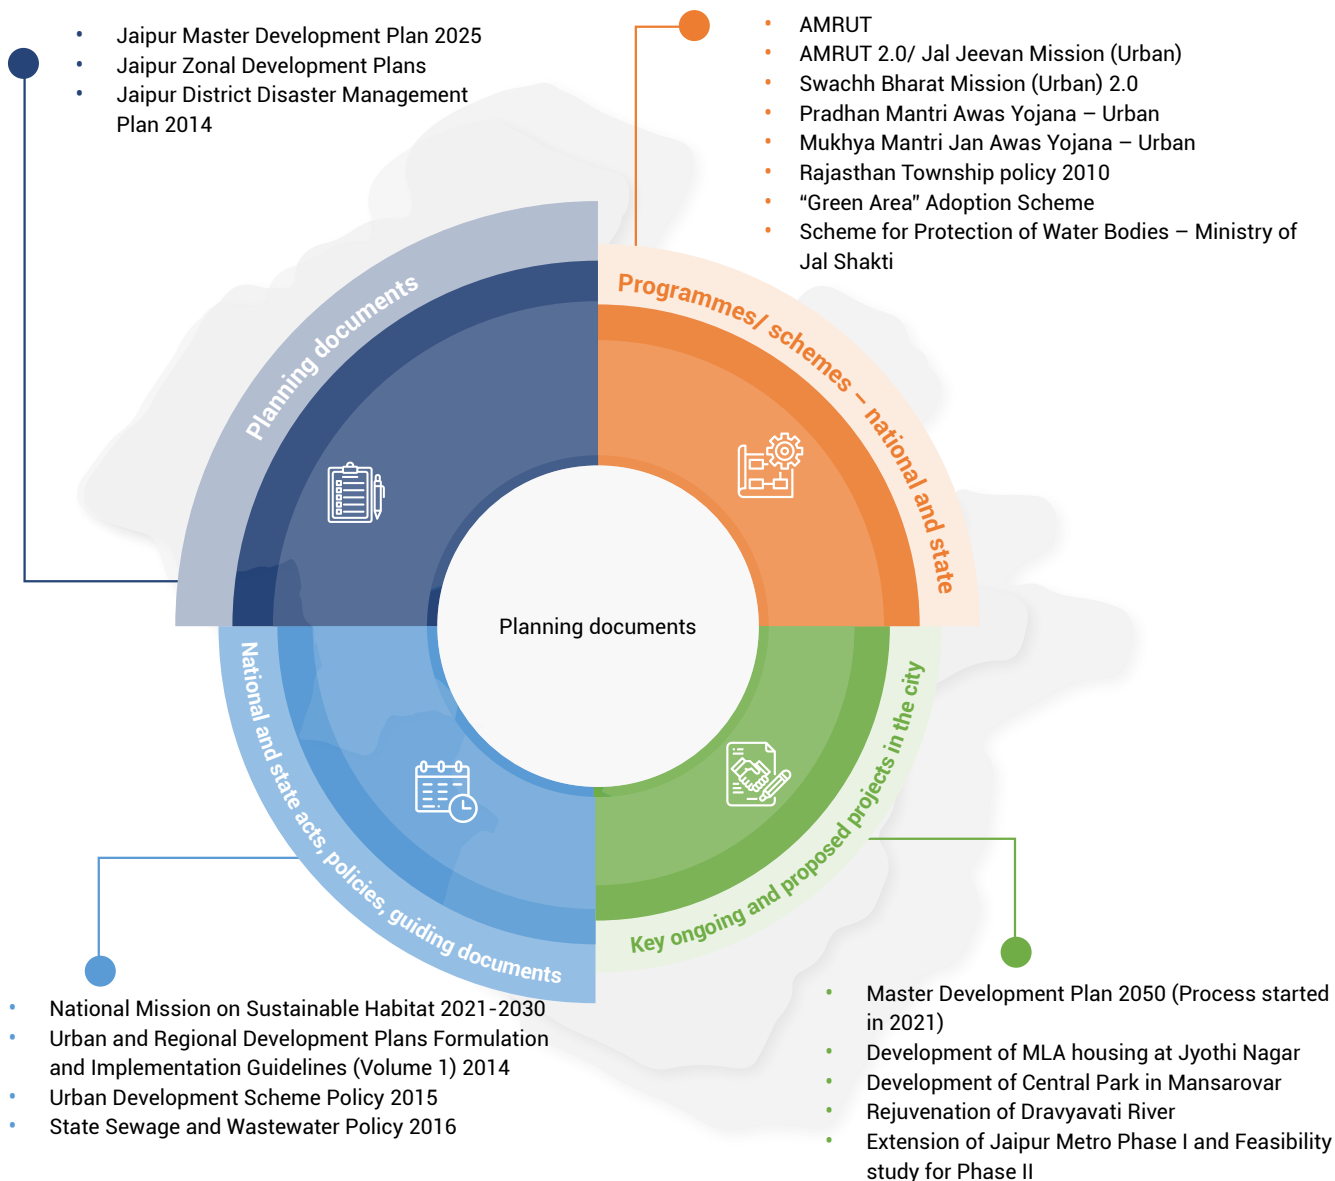 • Jaipur Master Development Plan 2025
• Jaipur Zonal Development Plans
• Jaipur District Disaster Management
Plan 2014
• AMRUT
• AMRUT 2.0/ Jal Jeevan Mission (Urban)
• Swachh Bharat Mission (Urban) 2.0
• Pradhan Mantri Awas Yojana – Urban
• Mukhya Mantri Jan Awas Yojana – Urban
• Rajasthan Township policy 2010
• “Green Area” Adoption Scheme
• Scheme for Protection of Water Bodies – Ministry of
Jal Shakti
Planning documents
Programmes/ schemes – national and state
Planning documents
National and state acts, policies, guiding documents
Key ongoing and proposed projects in the city
• National Mission on Sustainable Habitat 2021-2030
• Urban and Regional Development Plans Formulation
and Implementation Guidelines (Volume 1) 2014
• Urban Development Scheme Policy 2015
• State Sewage and Wastewater Policy 2016
• Master Development Plan 2050 (Process started
in 2021)
• Development of MLA housing at Jyothi Nagar
• Development of Central Park in Mansarovar
• Rejuvenation of Dravyavati River
• Extension of Jaipur Metro Phase I and Feasibility
study for Phase II